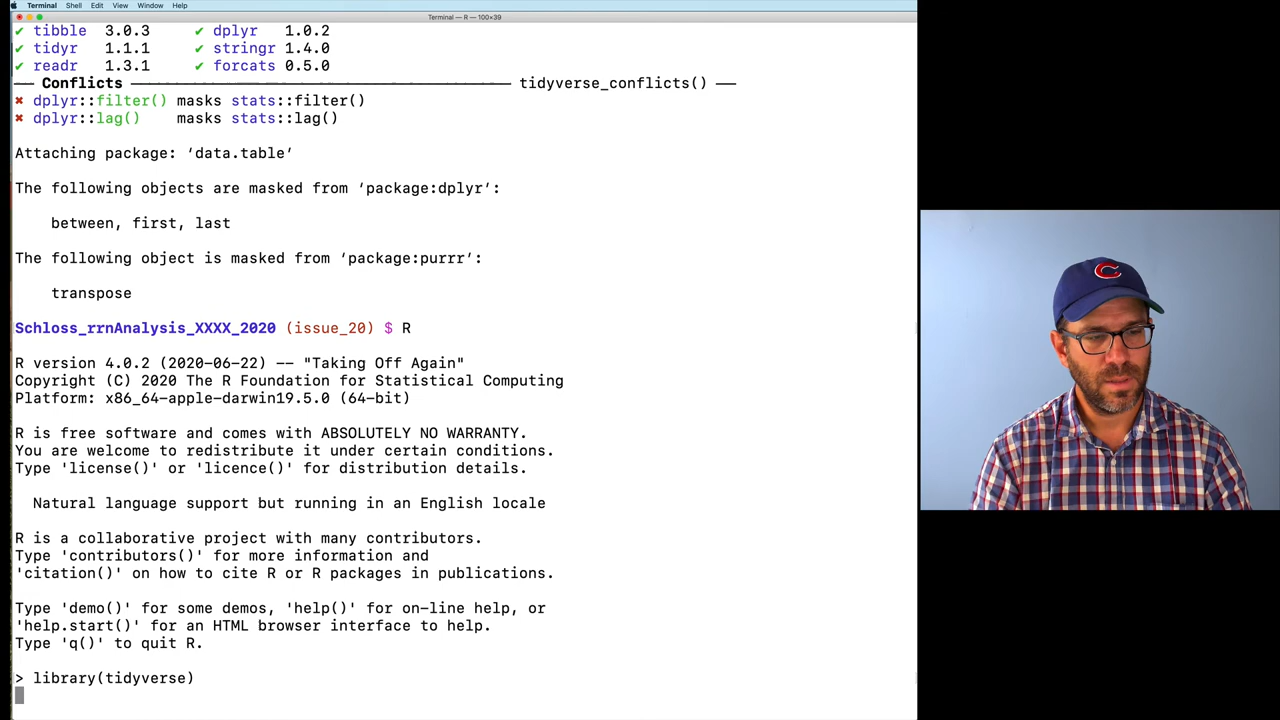 Terminal Shell Edit View Window Help
Terminal — R — 100×39
✔ tibble 3.0.3 ✔ dplyr 1.0.2
✔ tidyr 1.1.1 ✔ stringr 1.4.0
✔ readr 1.3.1 ✔ forcats 0.5.0
── Conflicts ────────────────────────────────────────── tidyverse_conflicts() ──
✖ dplyr::filter() masks stats::filter()
✖ dplyr::lag() masks stats::lag()
Attaching package: ‘data.table’
The following objects are masked from ‘package:dplyr’:
between, first, last
The following object is masked from ‘package:purrr’:
transpose
Schloss_rrnAnalysis_XXXX_2020 (issue_20) $ R
R version 4.0.2 (2020-06-22) -- "Taking Off Again"
Copyright (C) 2020 The R Foundation for Statistical Computing
Platform: x86_64-apple-darwin19.5.0 (64-bit)
R is free software and comes with ABSOLUTELY NO WARRANTY.
You are welcome to redistribute it under certain conditions.
Type 'license()' or 'licence()' for distribution details.
Natural language support but running in an English locale
R is a collaborative project with many contributors.
Type 'contributors()' for more information and
'citation()' on how to cite R or R packages in publications.
Type 'demo()' for some demos, 'help()' for on-line help, or
'help.start()' for an HTML browser interface to help.
Type 'q()' to quit R.
> library(tidyverse)
C